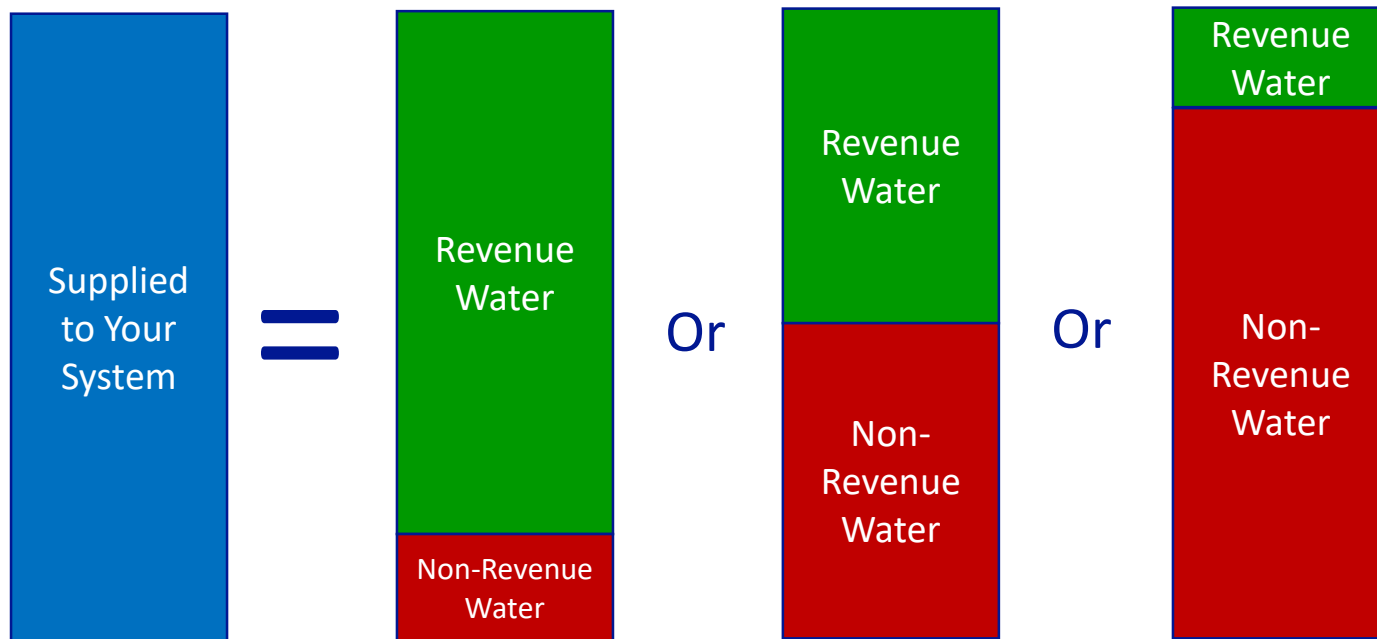 Supplied
to Your
System
=
Revenue
Water
Non-Revenue
Water
Or
Revenue
Water
Non-
Revenue
Water
Or
Revenue
Water
Non-
Revenue
Water